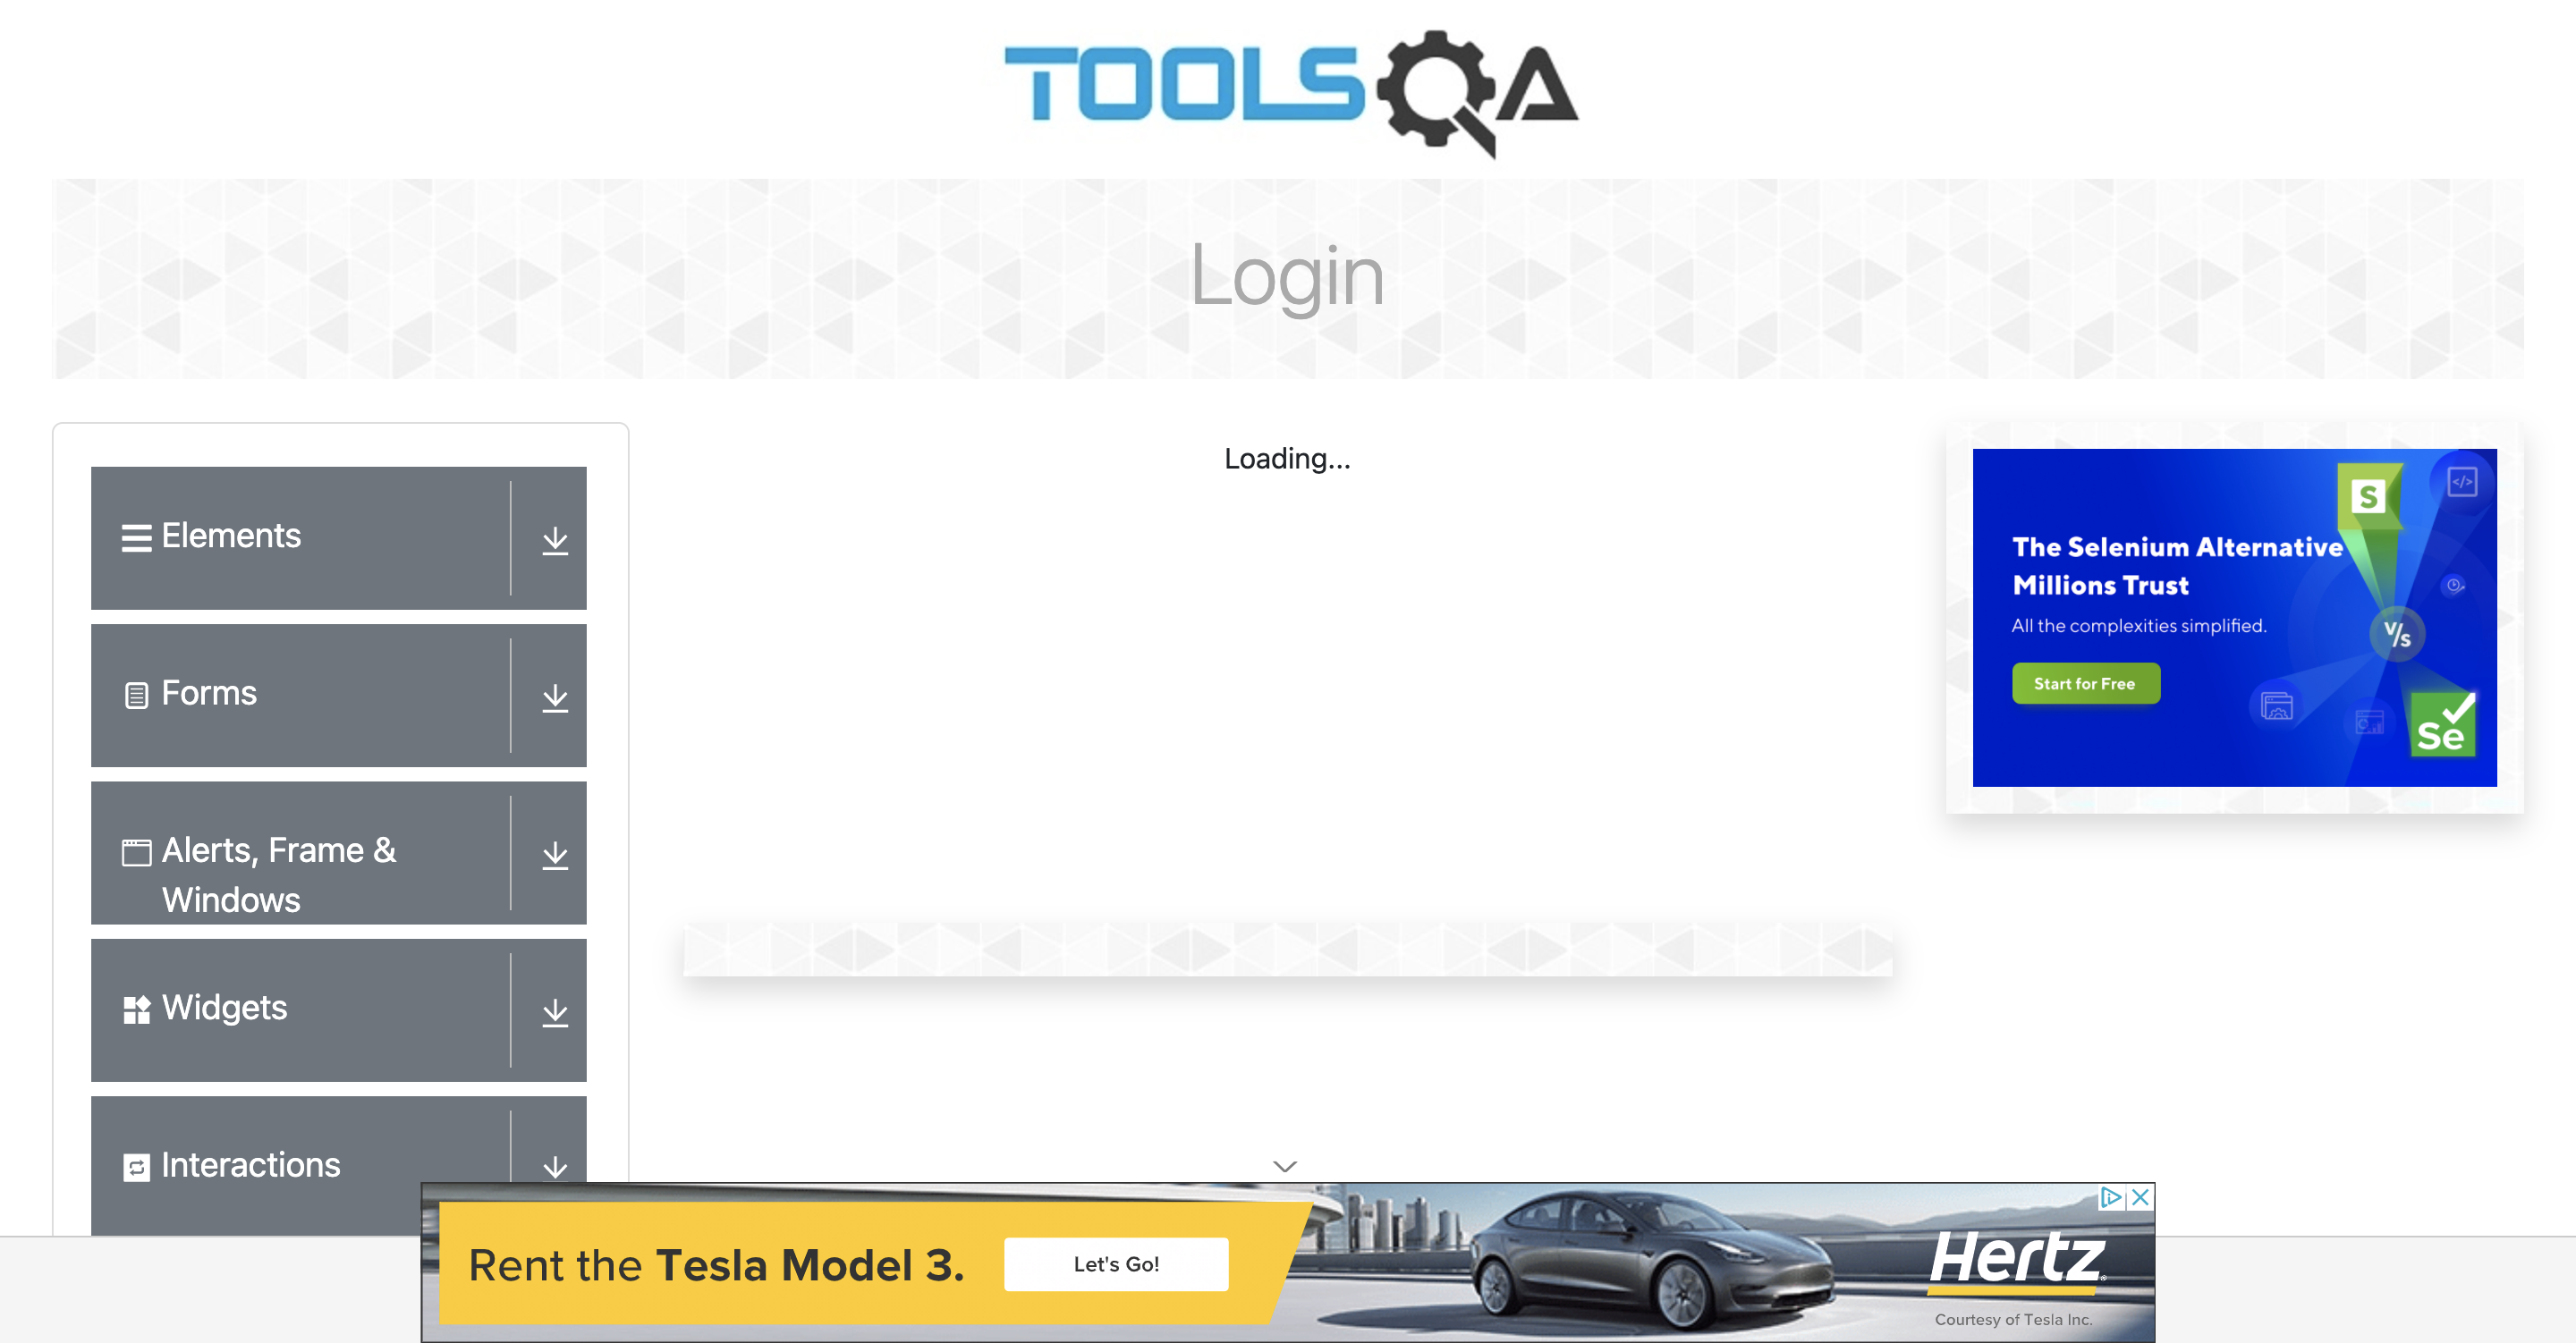 TOOLSQA
Login
Loading...
Elements
Forms
Alerts, Frame &
Windows
Widgets
Interactions
The Selenium Alternative
Millions Trust
All the complexities simplified.
Start for Free
S
</>
V/s
Se
Rent the Tesla Model 3.
Let's Go!
Hertz
Courtesy of Tesla Inc.